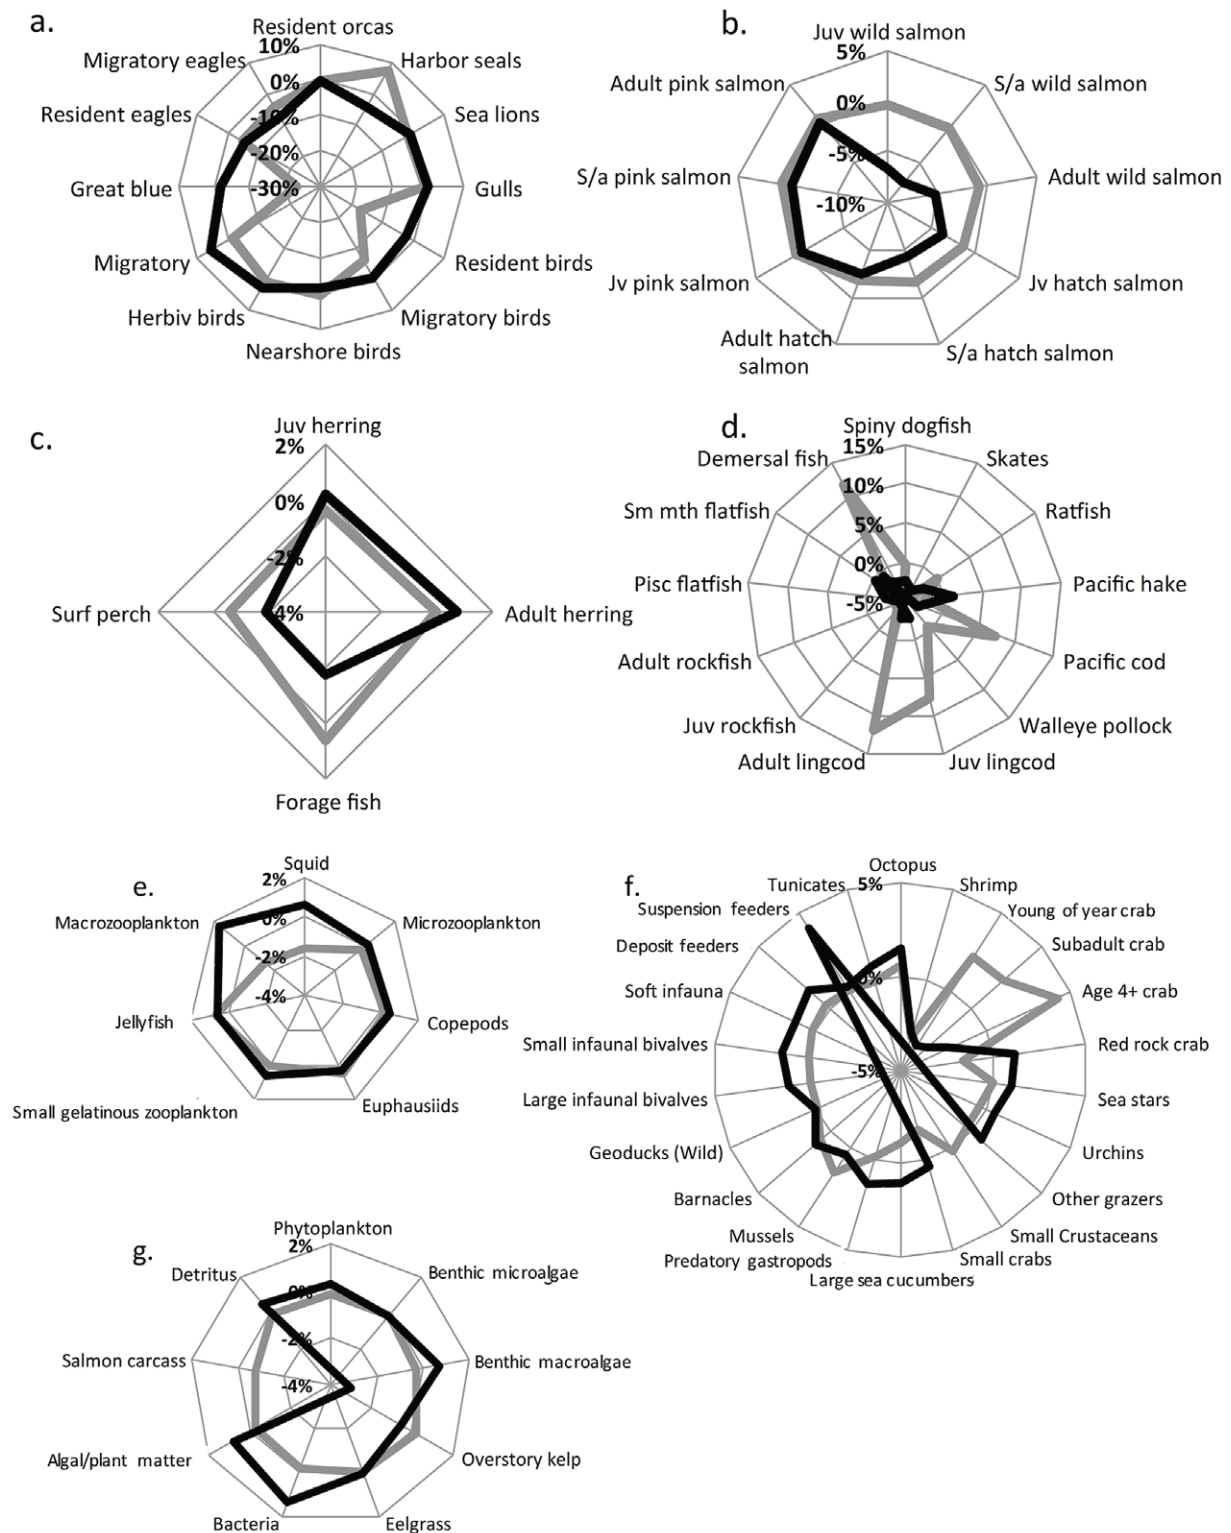 a.
Resident orcas
10%
Migratory eagles
Harbor seals
0%
Resident eagles
-10%
Sea lions
-20%
Great blue
-30%
Gulls
Migratory
Resident birds
Herbiv birds
Migratory birds
Nearshore birds
b.
Juv wild salmon
5%
Adult pink salmon
S/a wild salmon
0%
-5%
S/a pink salmon
Adult wild salmon
-10%
Jv pink salmon
Jv hatch salmon
Adult hatch
salmon
S/a hatch salmon
c.
Juv herring
2%
0%
-2%
Surf perch
-4%
Adult herring
Forage fish
d.
Spiny dogfish
15%
Demersal fish
Skates
10%
Sm mth flatfish
Ratfish
5%
0%
Pisc flatfish
Pacific hake
-5%
Adult rockfish
Pacific cod
Juv rockfish
Walleye pollock
Adult lingcod
Juv lingcod
e.
Squid
2%
Macrozooplankton
0%
Microzooplankton
-2%
-4%
Jellyfish
Copepods
Small gelatinous zooplankton
Euphausiids
f.
Octopus
5%
Tunicates
Shrimp
Suspension feeders
Young of year crab
Deposit feeders
Subadult crab
0%
Soft infauna
Age 4+ crab
Small infaunal bivalves
Red rock crab
-5%
Large infaunal bivalves
Sea stars
Geoducks (Wild)
Urchins
Barnacles
Other grazers
Mussels
Small Crustaceans
Predatory gastropods
Small crabs
Large sea cucumbers
g.
Phytoplankton
2%
Detritus
Benthic microalgae
0%
-2%
Salmon carcass
Benthic macroalgae
-4%
Algal/plant matter
Overstory kelp
Bacteria
Eelgrass